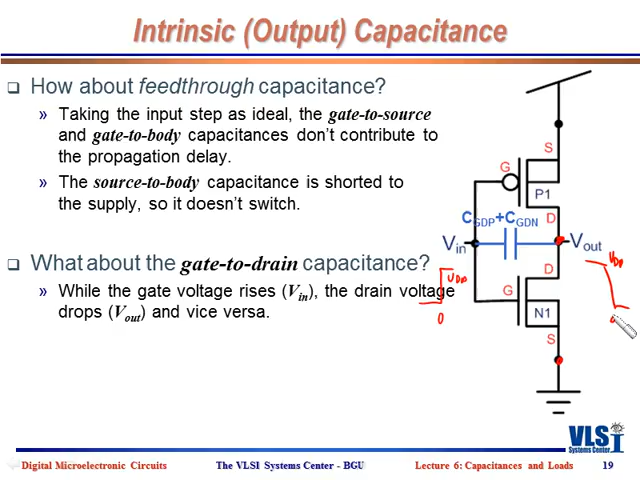 Intrinsic (Output) Capacitance
How about feedthrough capacitance?
» Taking the input step as ideal, the gate-to-source
and gate-to-body capacitances don't contribute to
the propagation delay.
» The source-to-body capacitance is shorted to
the supply, so it doesn't switch.
What about the gate-to-drain capacitance?
» While the gate voltage rises (Vin), the drain voltage
drops (Vout) and vice versa.
S
G
P1
CGDP+CGDN
D
Vin
Vout
VDD
VDD
D
G
N1
0
S
VLSI
Systems Center
Digital Microelectronic Circuits
The VLSI Systems Center - BGU
Lecture 6: Capacitances and Loads
19